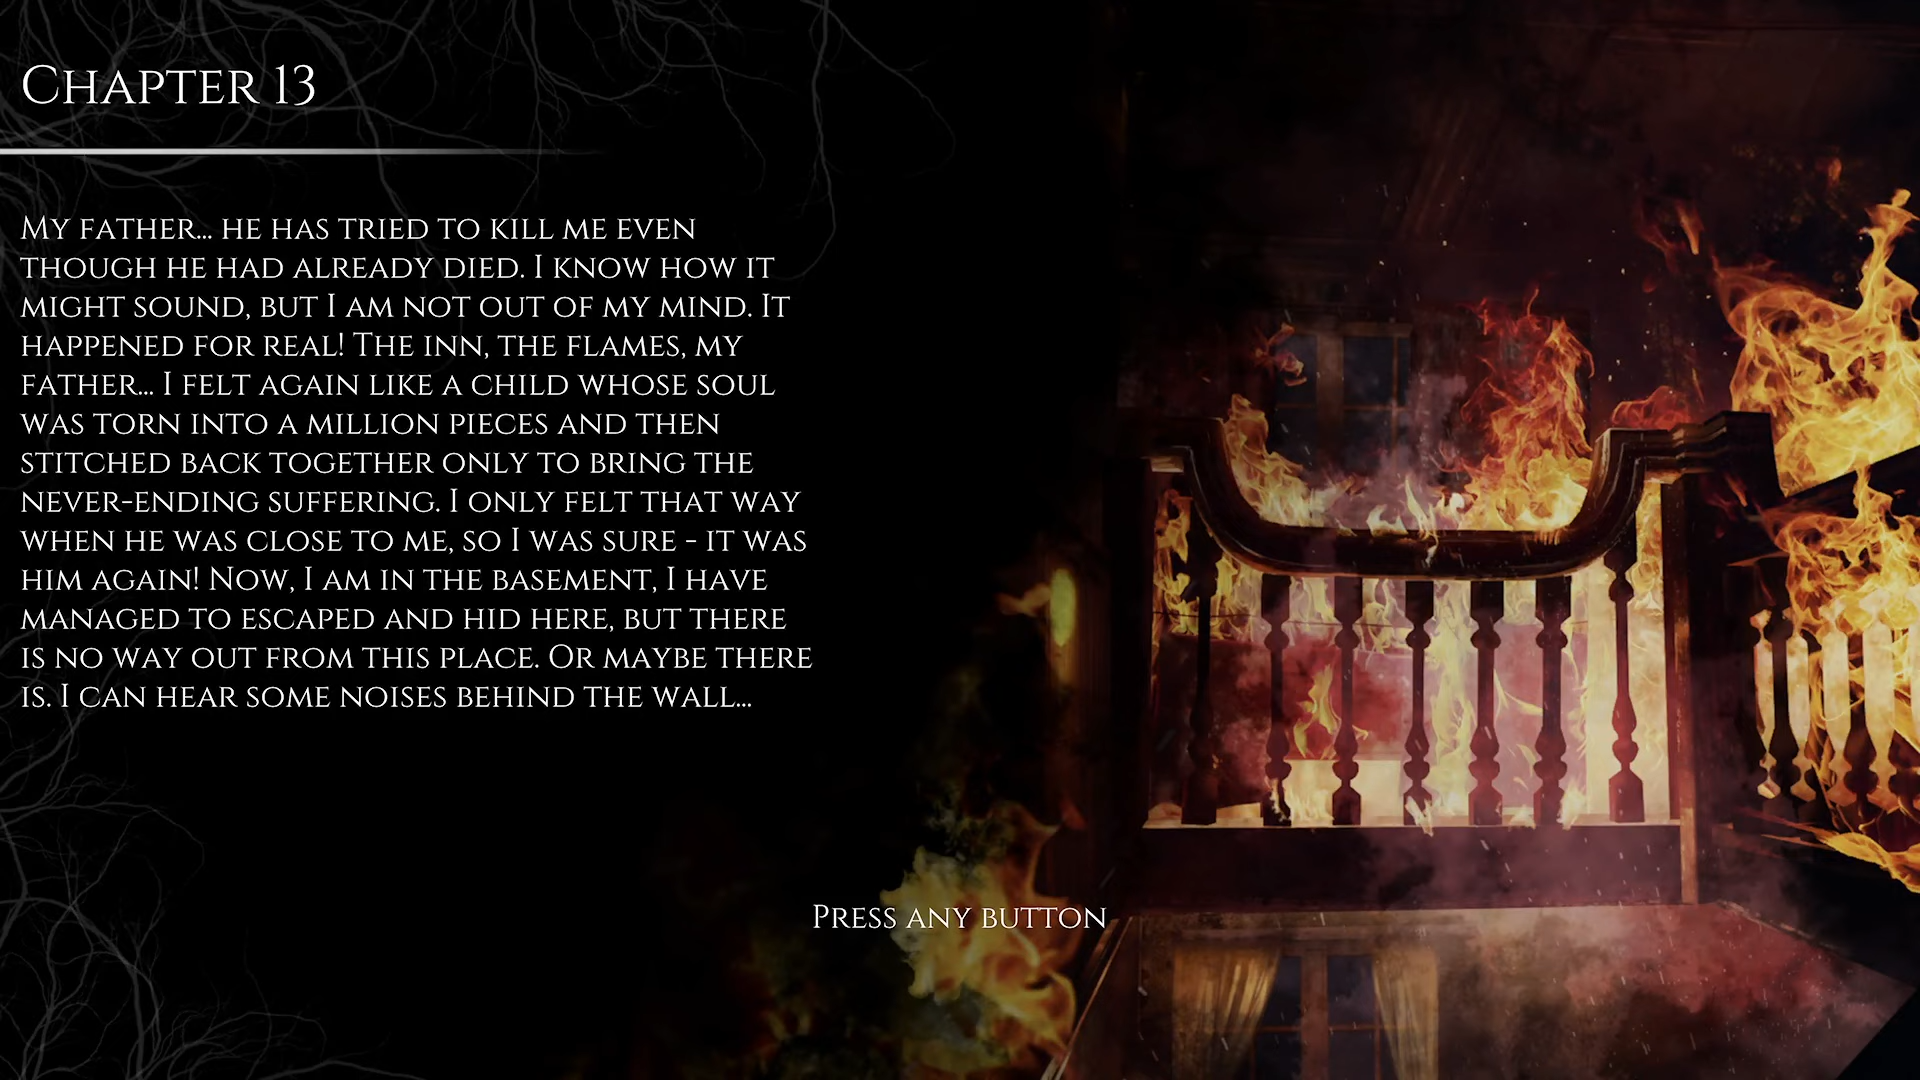 Chapter 13
My father... he has tried to kill me even
though he had already died. I know how it
might sound, but I am not out of my mind. It
happened for real! The inn, the flames, my
father... I felt again like a child whose soul
was torn into a million pieces and then
stitched back together only to bring the
never-ending suffering. I only felt that way
when he was close to me, so I was sure - it was
him again! Now, I am in the basement, I have
managed to escaped and hid here, but there
is no way out from this place. Or maybe there
is. I can hear some noises behind the wall...
Press any button